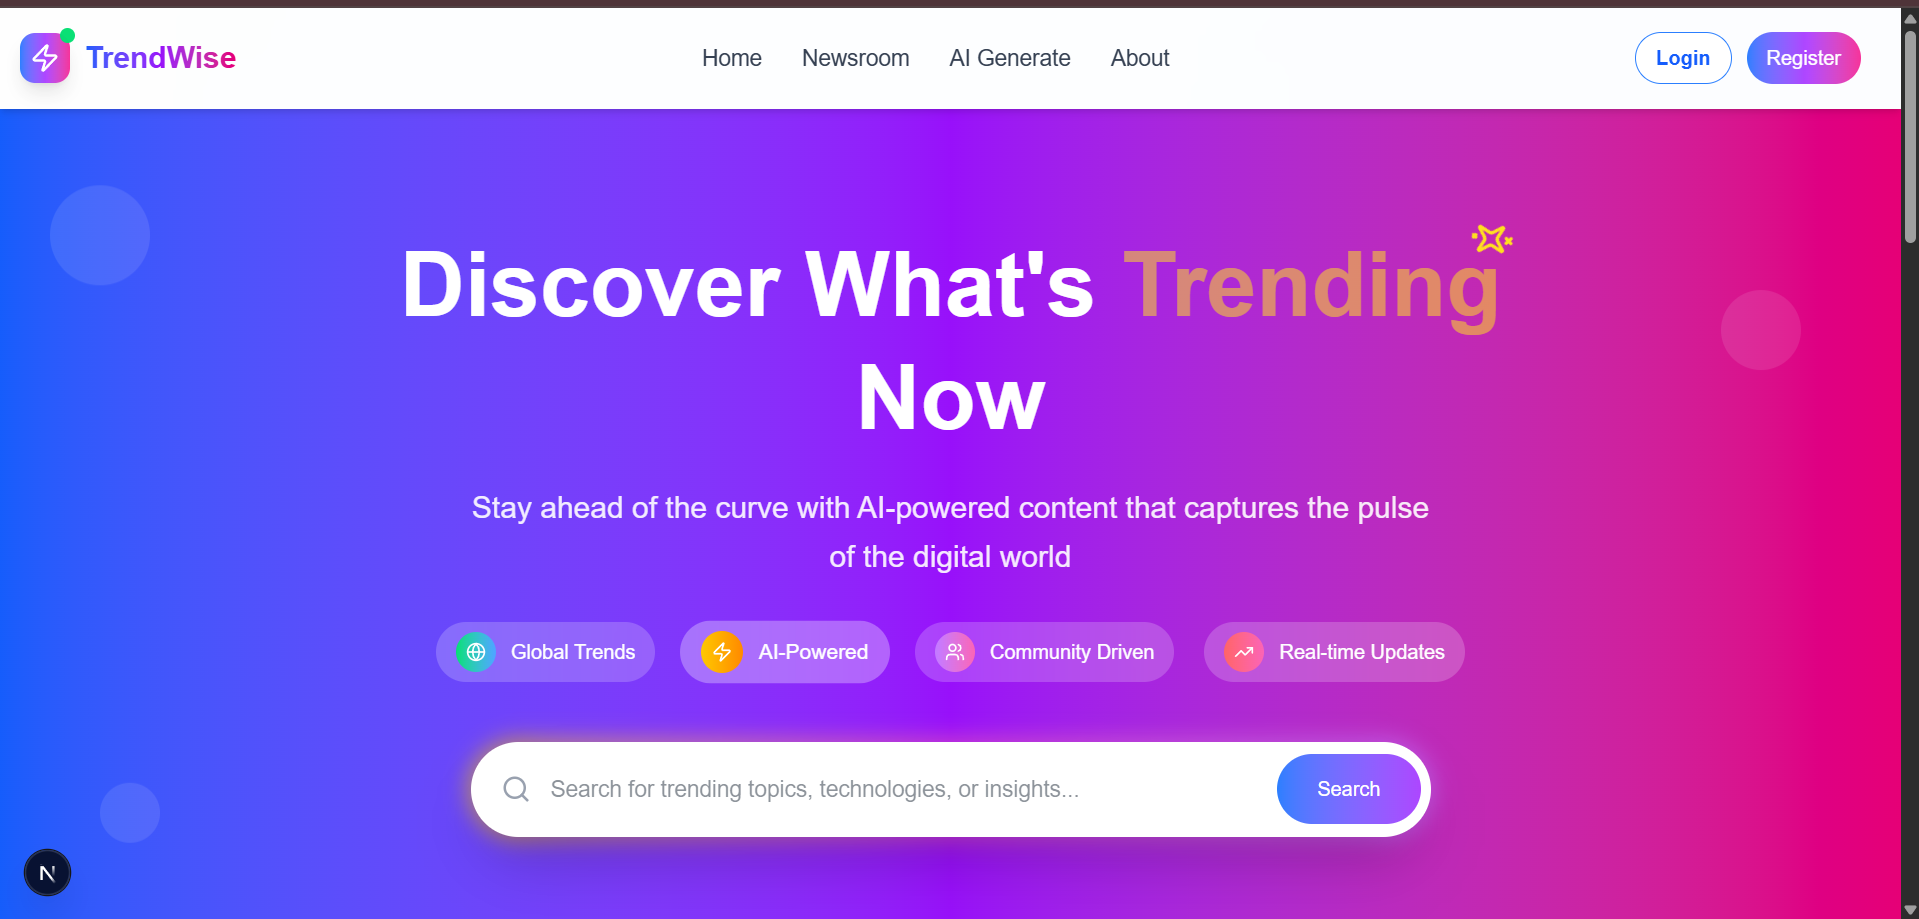 TrendWise
Home
Newsroom
AI Generate
About
Login
Register
Discover What's Trending
Now
Stay ahead of the curve with AI-powered content that captures the pulse
of the digital world
Global Trends
AI-Powered
Community Driven
Real-time Updates
Search for trending topics, technologies, or insights...
Search
N